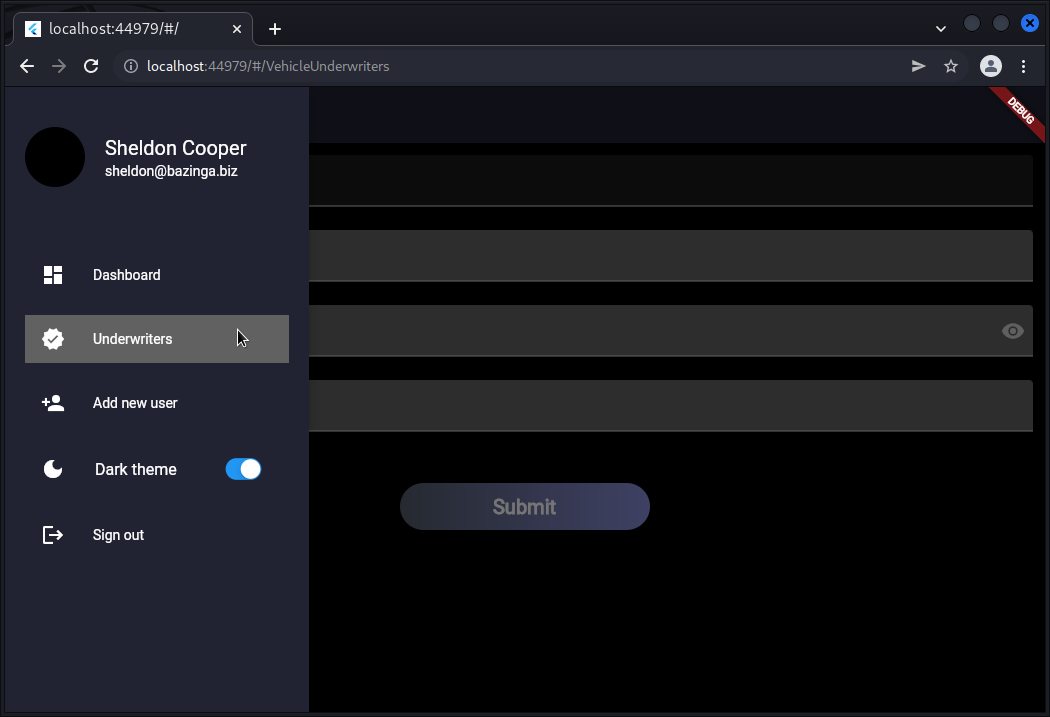 localhost:44979/#/
localhost:44979/#/VehicleUnderwriters
DEBUG
Sheldon Cooper
sheldon@bazinga.biz
Dashboard
Underwriters
Add new user
Dark theme
Sign out
Submit